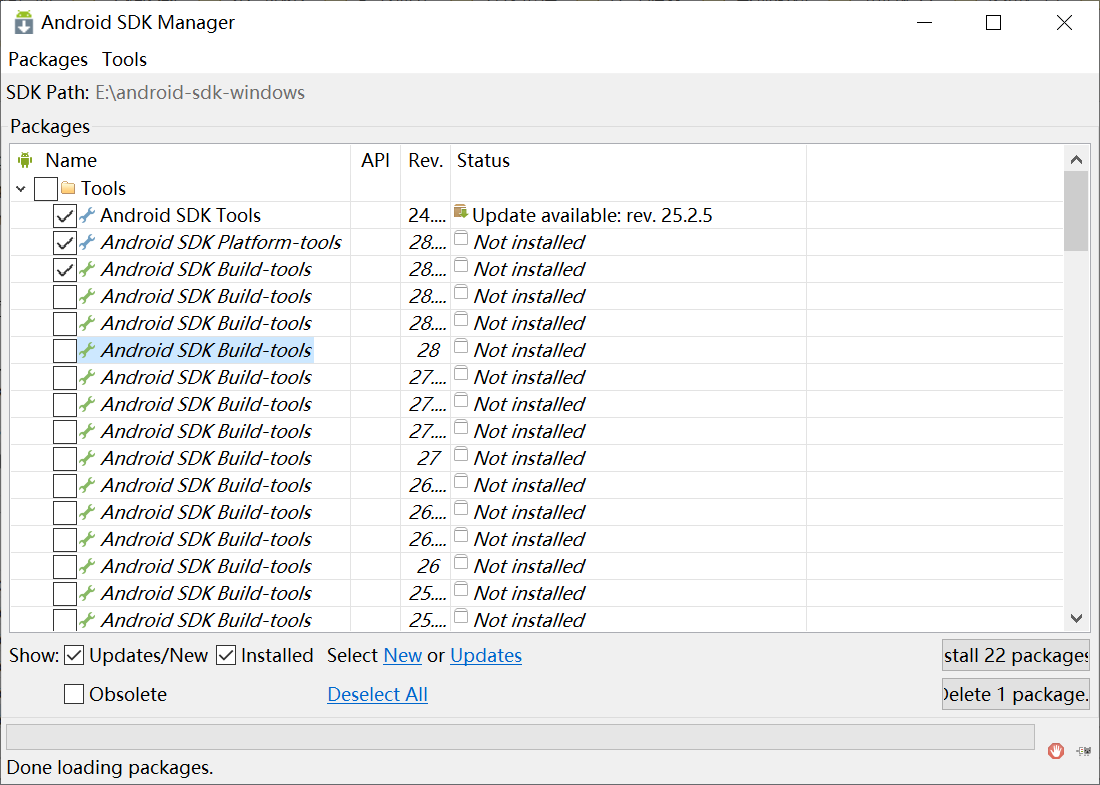 Android SDK Manager
Packages Tools
SDK Path: E:\android-sdk-windows
Packages
Name API Rev. Status
Tools
Android SDK Tools 24.... Update available: rev. 25.2.5
Android SDK Platform-tools 28.... Not installed
Android SDK Build-tools 28.... Not installed
Android SDK Build-tools 28.... Not installed
Android SDK Build-tools 28.... Not installed
Android SDK Build-tools 28 Not installed
Android SDK Build-tools 27.... Not installed
Android SDK Build-tools 27.... Not installed
Android SDK Build-tools 27.... Not installed
Android SDK Build-tools 27 Not installed
Android SDK Build-tools 26.... Not installed
Android SDK Build-tools 26.... Not installed
Android SDK Build-tools 26.... Not installed
Android SDK Build-tools 26 Not installed
Android SDK Build-tools 25.... Not installed
Android SDK Build-tools 25.... Not installed
Show: Updates/New Installed Select New or Updates stall 22 packages
Obsolete Deselect All elete 1 package.
Done loading packages.